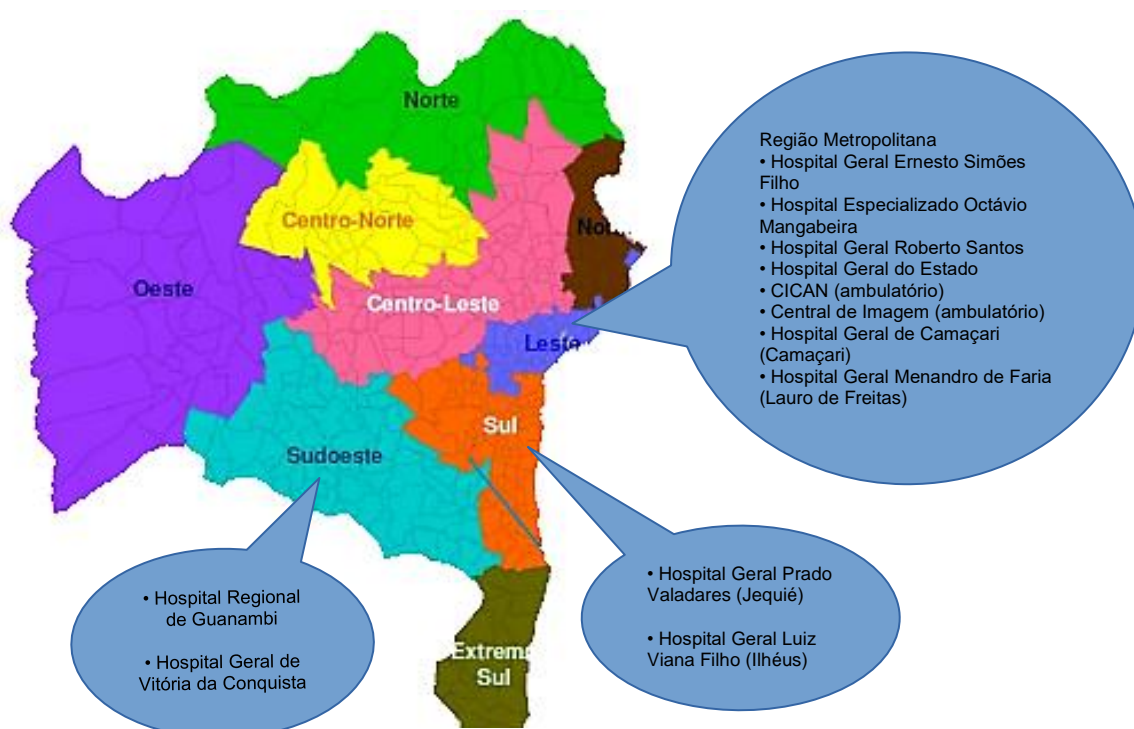 Norte
Centro-Norte
Nor...
Oeste
Centro-Leste
Leste
Sul
Sudoeste
Extremo
Sul
Região Metropolitana
• Hospital Geral Ernesto Simões
Filho
• Hospital Especializado Octávio
Mangabeira
• Hospital Geral Roberto Santos
• Hospital Geral do Estado
• CICAN (ambulatório)
• Central de Imagem (ambulatório)
• Hospital Geral de Camaçari
(Camaçari)
• Hospital Geral Menandro de Faria
(Lauro de Freitas)
• Hospital Regional
de Guanambi
• Hospital Geral de
Vitória da Conquista
• Hospital Geral Prado
Valadares (Jequié)
• Hospital Geral Luiz
Viana Filho (Ilhéus)